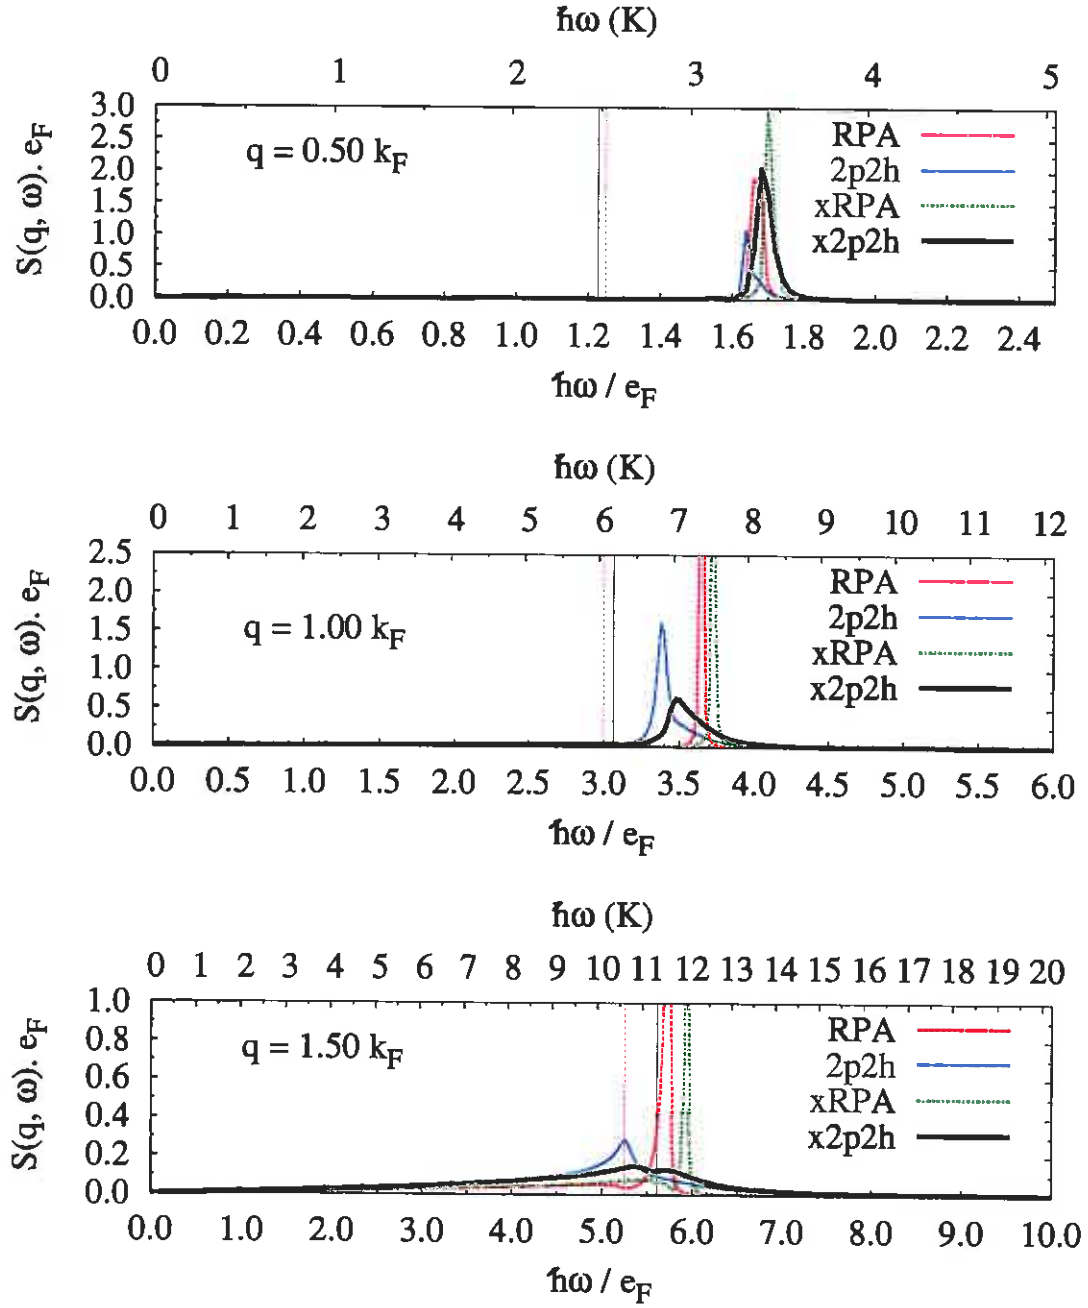 ħω (K)
0 1 2 3 4 5
3.0
2.5
2.0
1.5
1.0
0.5
0.0
S(q, ω). e_F
q = 0.50 k_F
RPA
2p2h
xRPA
x2p2h
0.0 0.2 0.4 0.6 0.8 1.0 1.2 1.4 1.6 1.8 2.0 2.2 2.4
ħω / e_F
ħω (K)
0 1 2 3 4 5 6 7 8 9 10 11 12
2.5
2.0
1.5
1.0
0.5
0.0
S(q, ω). e_F
q = 1.00 k_F
RPA
2p2h
xRPA
x2p2h
0.0 0.5 1.0 1.5 2.0 2.5 3.0 3.5 4.0 4.5 5.0 5.5 6.0
ħω / e_F
ħω (K)
0 1 2 3 4 5 6 7 8 9 10 11 12 13 14 15 16 17 18 19 20
1.0
0.8
0.6
0.4
0.2
0.0
S(q, ω). e_F
q = 1.50 k_F
RPA
2p2h
xRPA
x2p2h
0.0 1.0 2.0 3.0 4.0 5.0 6.0 7.0 8.0 9.0 10.0
ħω / e_F